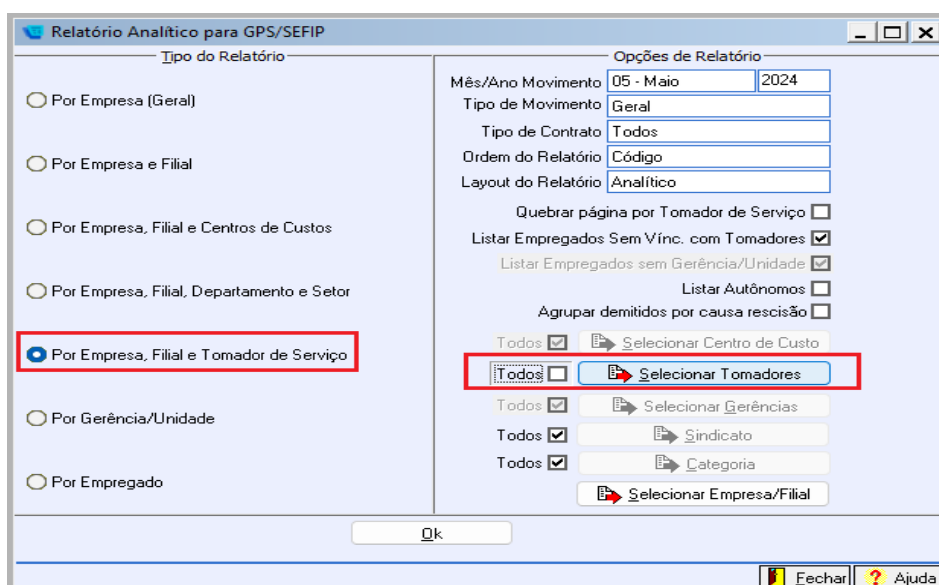 Relatório Analítico para GPS/SEFIP
Tipo do Relatório
Por Empresa (Geral)
Por Empresa e Filial
Por Empresa, Filial e Centros de Custos
Por Empresa, Filial, Departamento e Setor
Por Empresa, Filial e Tomador de Serviço
Por Gerência/Unidade
Por Empregado
Opções de Relatório
Mês/Ano Movimento 05 - Maio 2024
Tipo de Movimento Geral
Tipo de Contrato Todos
Ordem do Relatório Código
Layout do Relatório Analítico
Quebrar página por Tomador de Serviço
Listar Empregados Sem Vínc. com Tomadores
Listar Empregados sem Gerência/Unidade
Listar Autônomos
Agrupar demitidos por causa rescisão
Todos Selecionar Centro de Custo
Todos Selecionar Tomadores
Todos Selecionar Gerências
Todos Sindicato
Todos Categoria
Selecionar Empresa/Filial
Ok
Fechar ? Ajuda